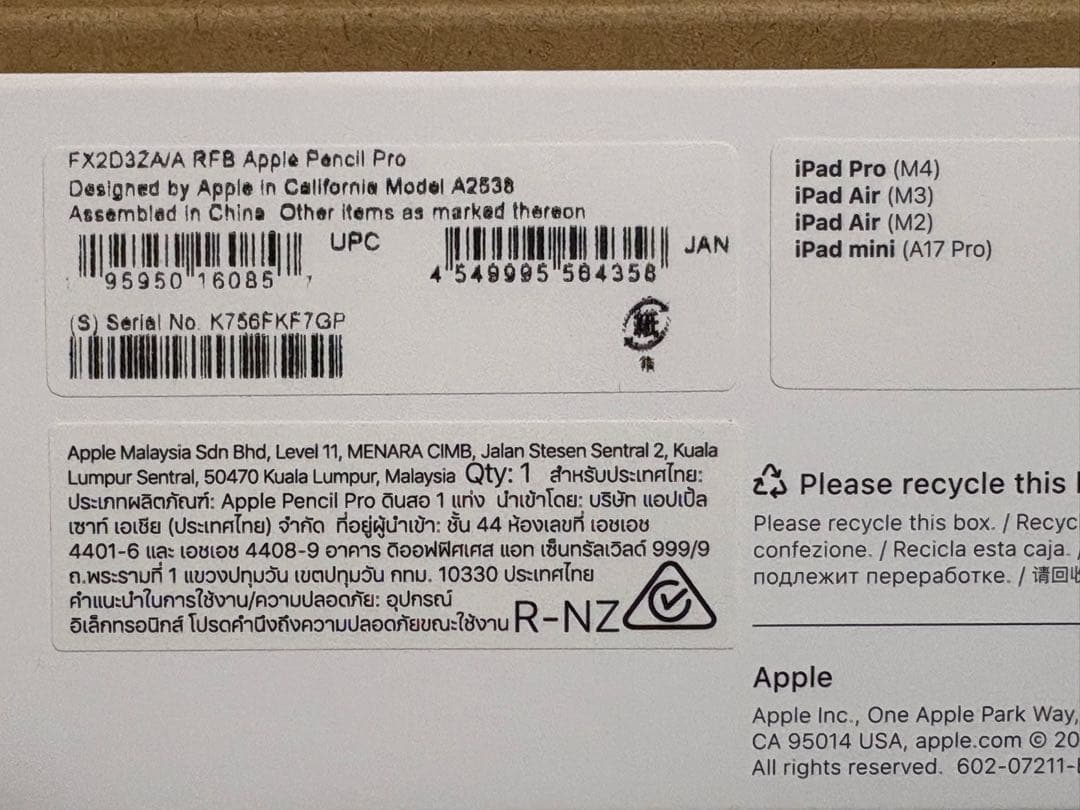 FX2D3ZA/A RFB Apple Pencil Pro
Designed by Apple in California Model A2538
Assembled in China Other items as marked thereon
UPC
95950 16085 7
JAN
4 549995 564358
(S) Serial No. K756FKF7GP
紙
箱
iPad Pro (M4)
iPad Air (M3)
iPad Air (M2)
iPad mini (A17 Pro)
Apple Malaysia Sdn Bhd, Level 11, MENARA CIMB, Jalan Stesen Sentral 2, Kuala
Lumpur Sentral, 50470 Kuala Lumpur, Malaysia Qty: 1 สำหรับประเทศไทย:
ประเภทผลิตภัณฑ์: Apple Pencil Pro ดินสอ 1 แท่ง นำเข้าโดย: บริษัท แอปเปิ้ล
เซาท์ เอเชีย (ประเทศไทย) จำกัด ที่อยู่ผู้นำเข้า: ชั้น 44 ห้องเลขที่ เอชเอช
4401-6 และ เอชเอช 4408-9 อาคาร ดิออฟฟิศเศส แอท เซ็นทรัลเวิลด์ 999/9
ถ.พระรามที่ 1 แขวงปทุมวัน เขตปทุมวัน กทม. 10330 ประเทศไทย
คำแนะนำในการใช้งาน/ความปลอดภัย: อุปกรณ์
อิเล็กทรอนิกส์ โปรดคำนึงถึงความปลอดภัยขณะใช้งาน R-NZ
Please recycle this
Please recycle this box. / Recyc
confezione. / Recicla esta caja. /
подлежит переработке. / 请回收
Apple
Apple Inc., One Apple Park Way,
CA 95014 USA, apple.com © 20
All rights reserved. 602-07211-